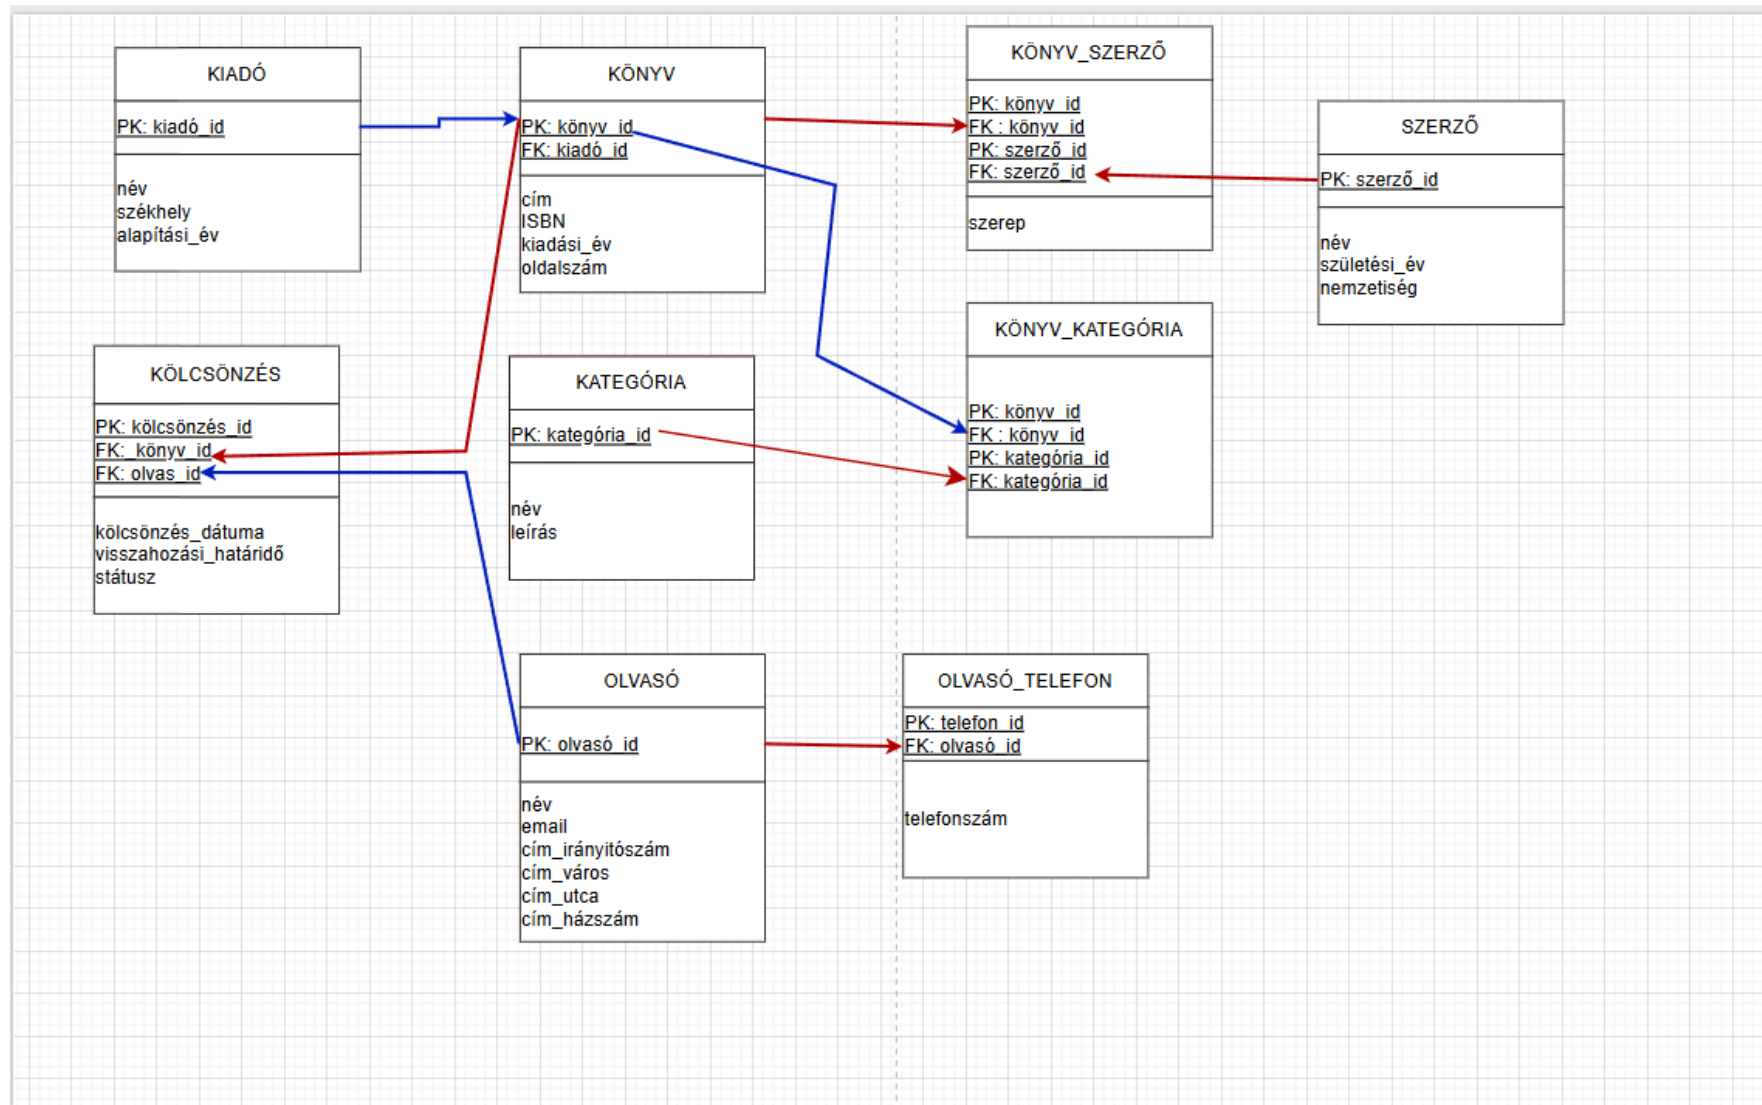 KIADÓ
PK: kiadó_id
név
székhely
alapítási_év
KÖNYV
PK: könyv_id
FK: kiadó_id
cím
ISBN
kiadási_év
oldalszám
KÖNYV_SZERZŐ
PK: könyv_id
FK : könyv_id
PK: szerző_id
FK: szerző_id
szerep
SZERZŐ
PK: szerző_id
név
születési_év
nemzetiség
KÖLCSÖNZÉS
PK: kölcsönzés_id
FK:_könyv_id
FK: olvas_id
kölcsönzés_dátuma
visszahozási_határidő
státusz
KATEGÓRIA
PK: kategória_id
név
leírás
KÖNYV_KATEGÓRIA
PK: könyv_id
FK : könyv_id
PK: kategória_id
FK: kategória_id
OLVASÓ
PK: olvasó_id
név
email
cím_irányitószám
cím_város
cím_utca
cím_házszám
OLVASÓ_TELEFON
PK: telefon_id
FK: olvasó_id
telefonszám